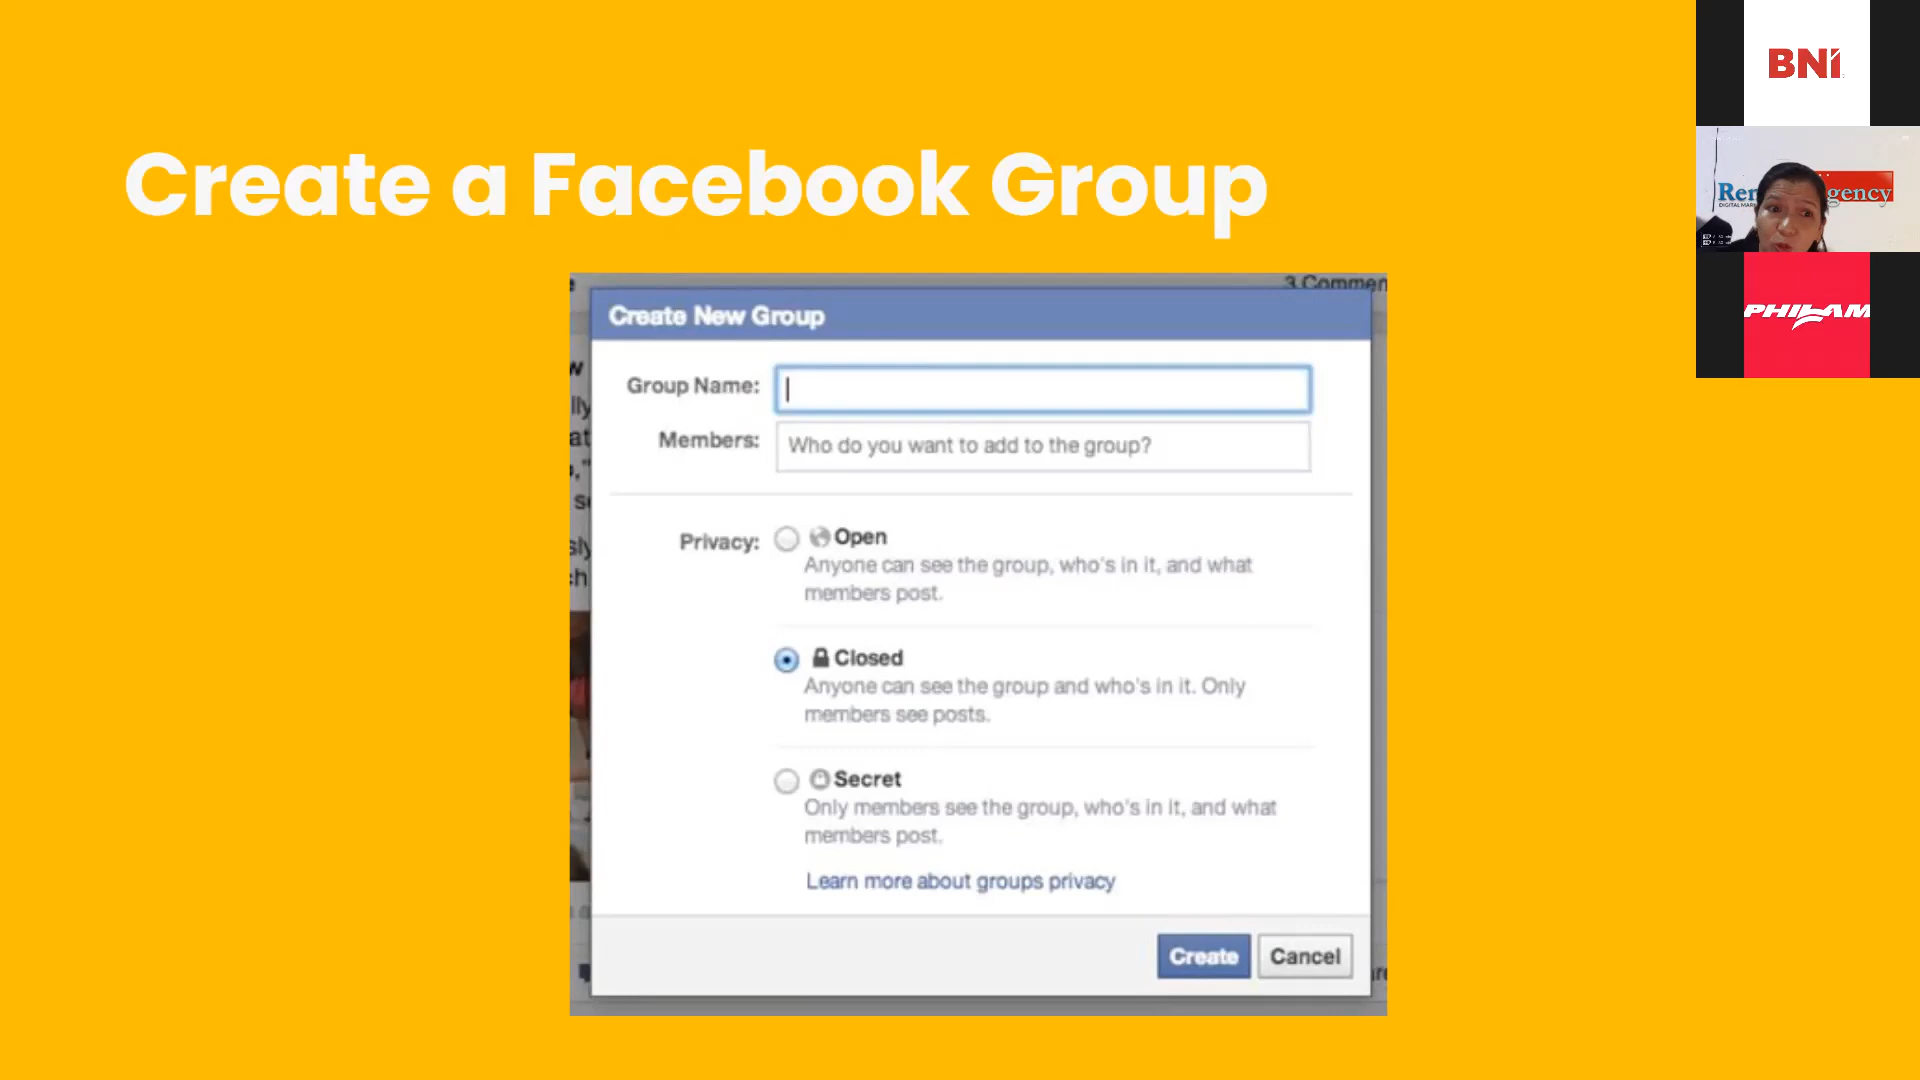 Create a Facebook Group
BNI
gency
PHILAM
3 Commen
Create New Group
Group Name:
Members: Who do you want to add to the group?
Privacy: Open
Anyone can see the group, who's in it, and what
members post.
Closed
Anyone can see the group and who's in it. Only
members see posts.
Secret
Only members see the group, who's in it, and what
members post.
Learn more about groups privacy
Create Cancel